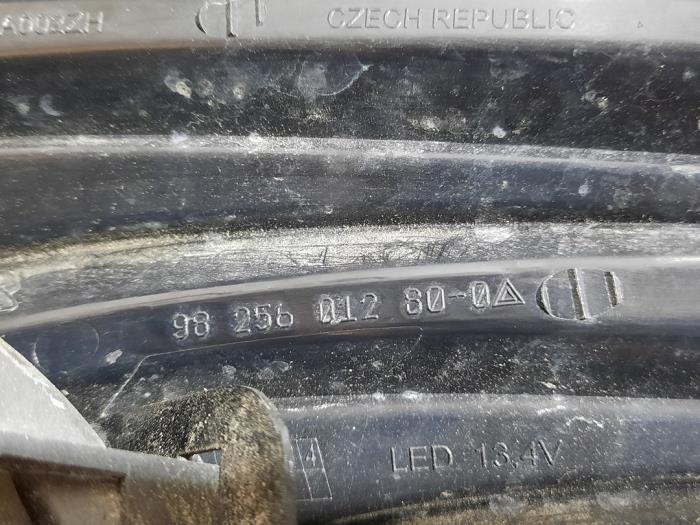 A003ZH CZECH REPUBLIC
98 256 012 80-0
LED 13,4V